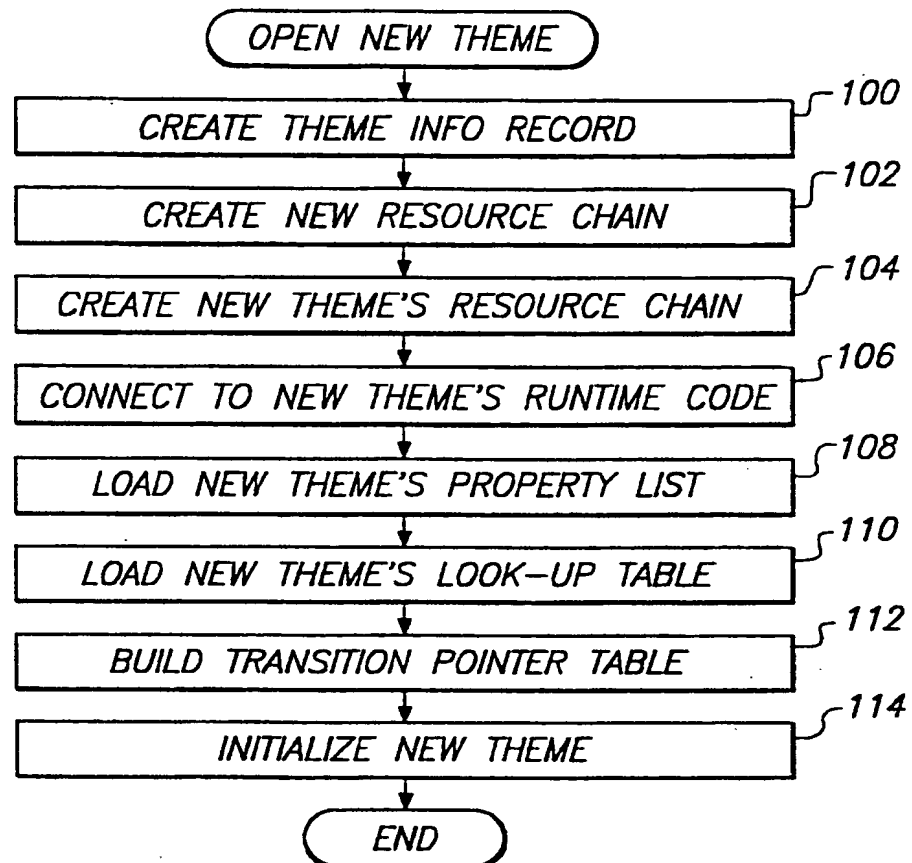 OPEN NEW THEME
100
CREATE THEME INFO RECORD
102
CREATE NEW RESOURCE CHAIN
104
CREATE NEW THEME'S RESOURCE CHAIN
106
CONNECT TO NEW THEME'S RUNTIME CODE
108
LOAD NEW THEME'S PROPERTY LIST
110
LOAD NEW THEME'S LOOK-UP TABLE
112
BUILD TRANSITION POINTER TABLE
114
INITIALIZE NEW THEME
END